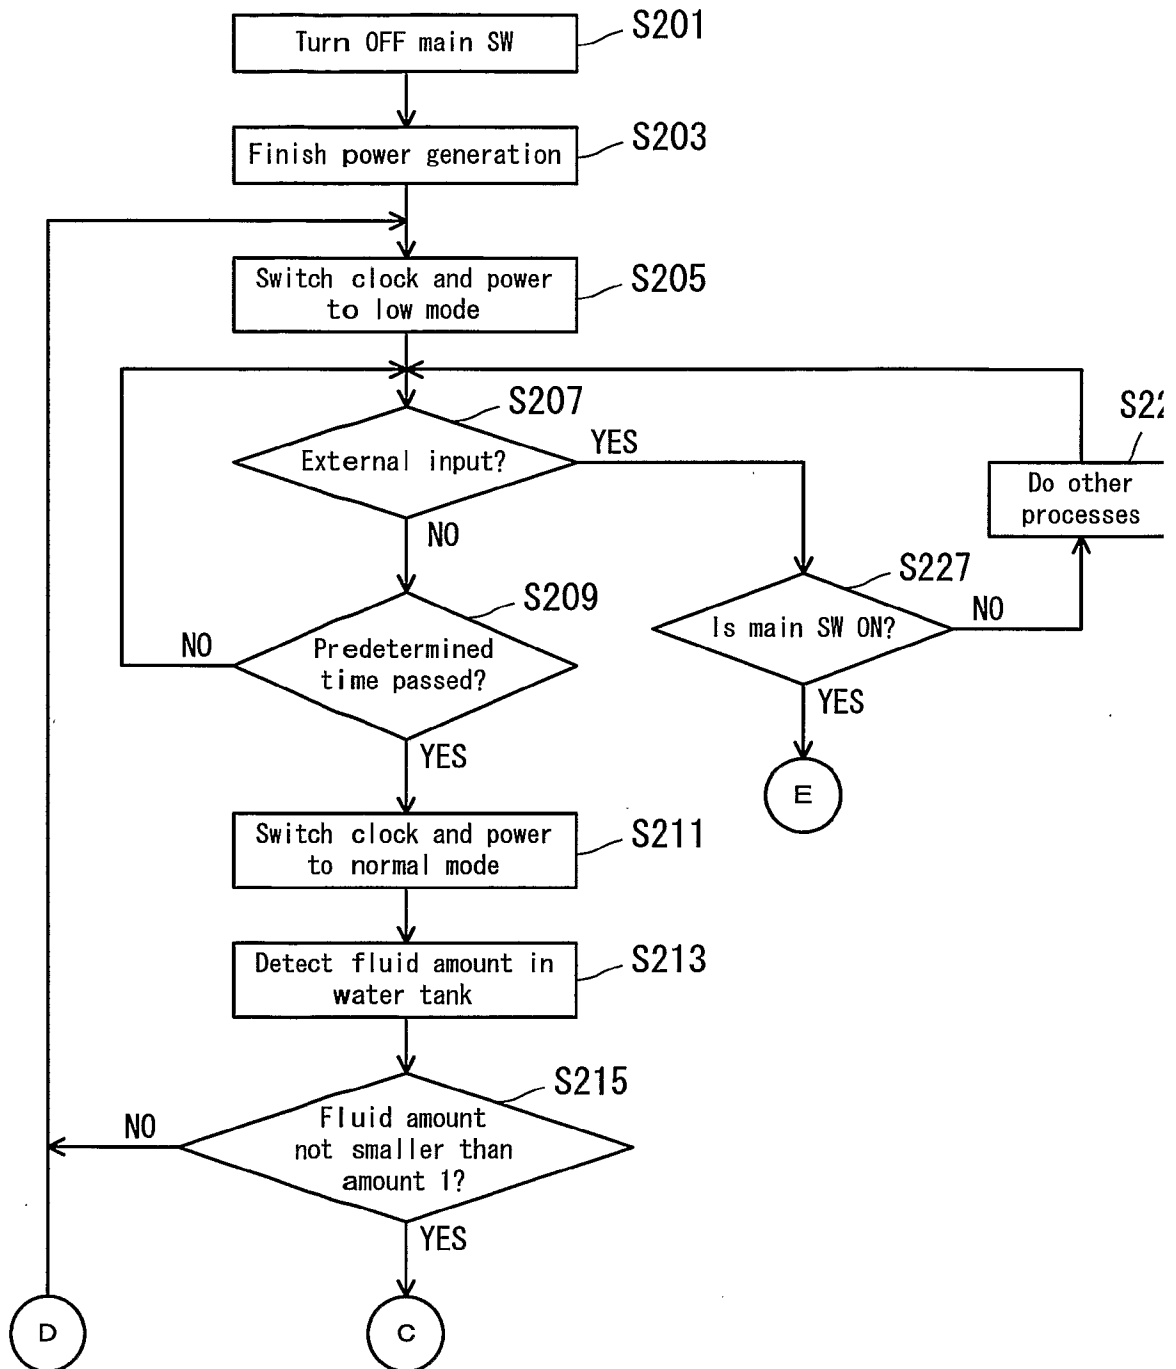 Turn OFF main SW
S201
Finish power generation
S203
Switch clock and power
to low mode
S205
S207
External input?
YES
NO
S22
Do other
processes
S227
Is main SW ON?
NO
YES
E
S209
Predetermined
time passed?
NO
YES
Switch clock and power
to normal mode
S211
Detect fluid amount in
water tank
S213
S215
Fluid amount
not smaller than
amount 1?
NO
YES
D
C